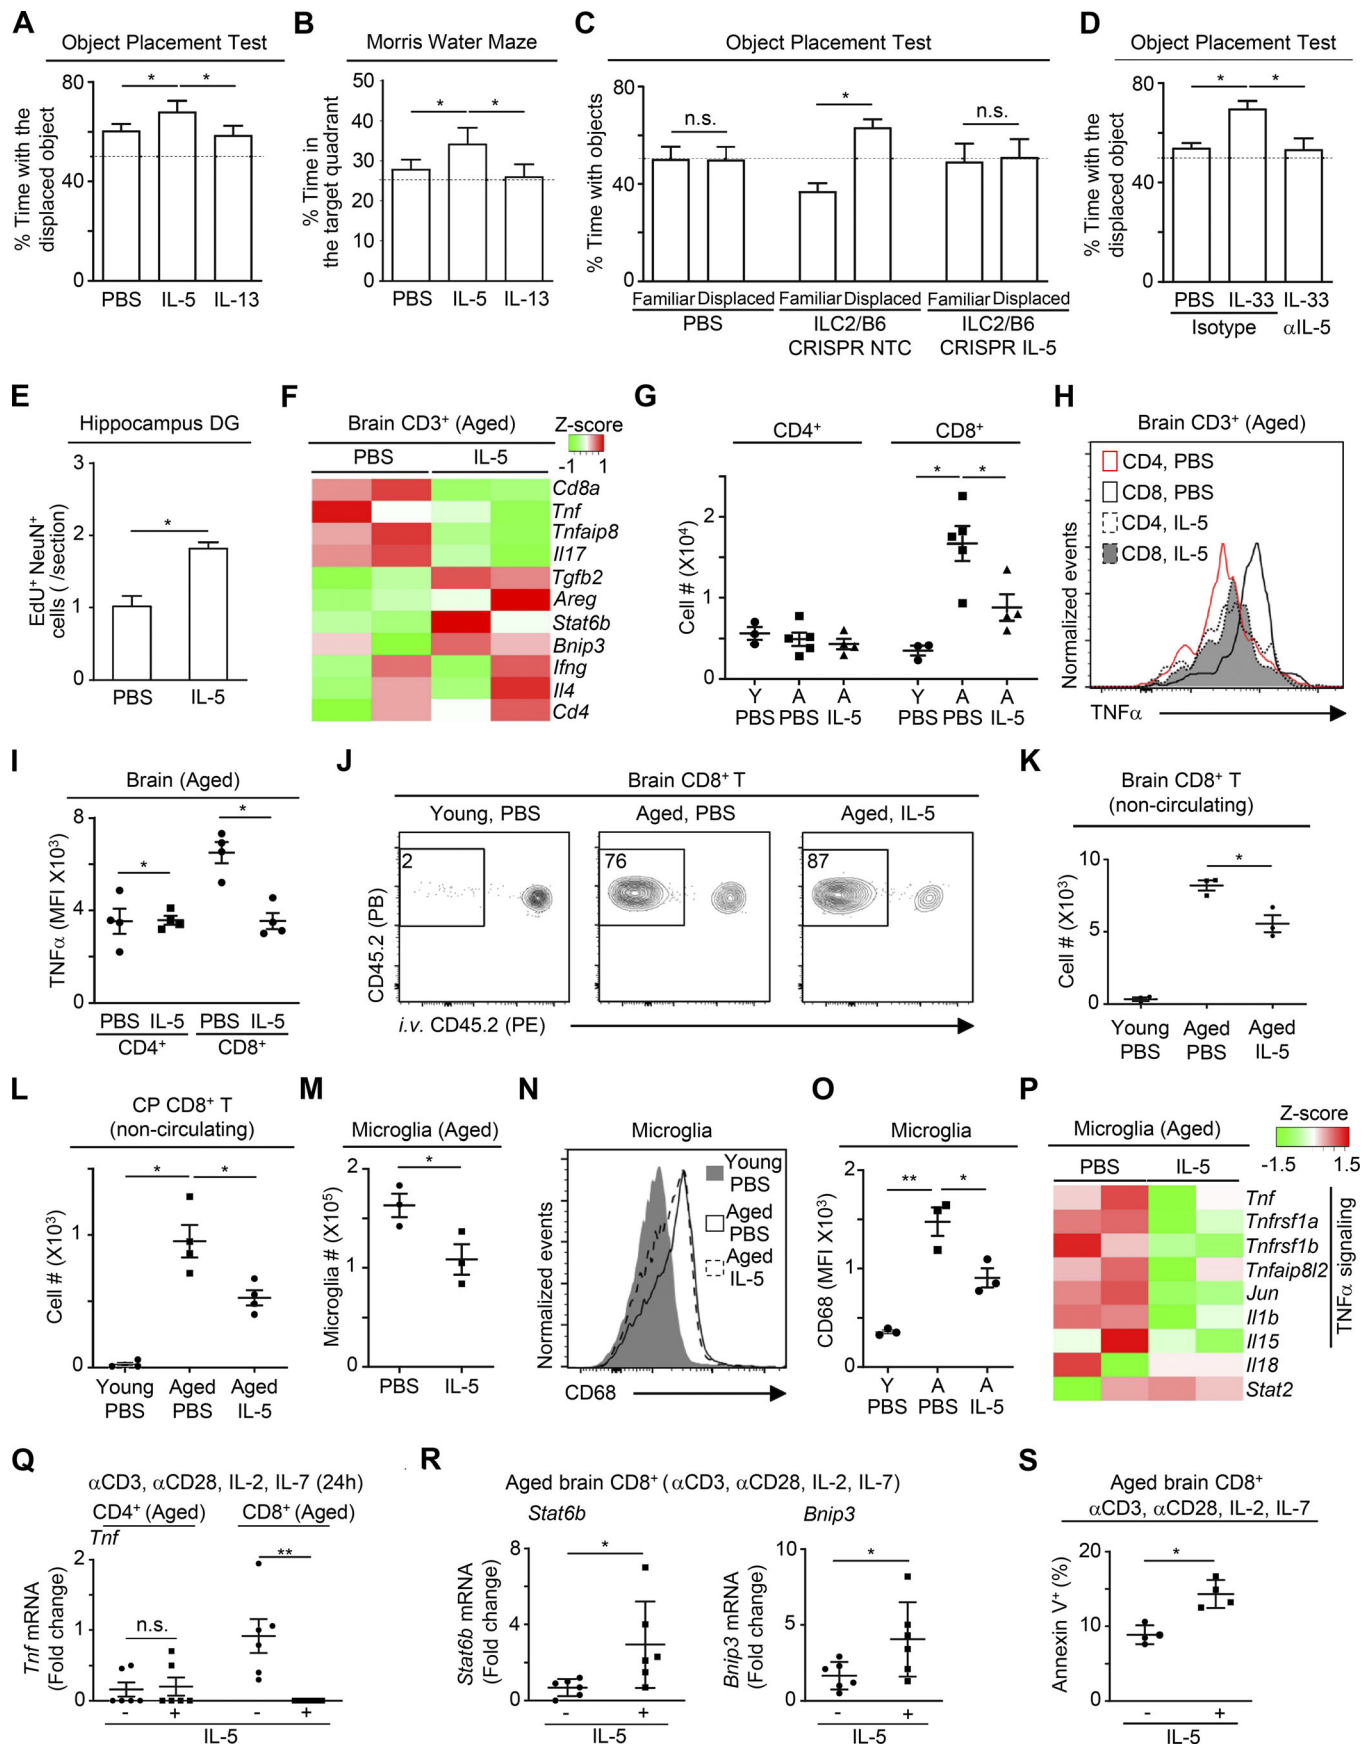 A
Object Placement Test
% Time with the
displaced object
80
40
0
*
*
PBS IL-5 IL-13
B
Morris Water Maze
% Time in
the target quadrant
50
40
30
20
10
0
*
*
PBS IL-5 IL-13
C
Object Placement Test
% Time with objects
80
40
0
n.s.
*
n.s.
Familiar Displaced Familiar Displaced Familiar Displaced
PBS
ILC2/B6
CRISPR NTC
ILC2/B6
CRISPR IL-5
D
Object Placement Test
% Time with the
displaced object
80
40
0
*
*
PBS IL-33 IL-33
Isotype αIL-5
E
Hippocampus DG
EdU⁺ NeuN⁺
cells ( /section)
3
2
1
0
*
PBS IL-5
F
Brain CD3⁺ (Aged)
Z-score
-1 1
PBS IL-5
Cd8a
Tnf
Tnfaip8
Il17
Tgfb2
Areg
Stat6b
Bnip3
Ifng
Il4
Cd4
G
CD4⁺ CD8⁺
Cell # (X10⁴)
2
1
0
*
*
Y A A Y A A
PBS PBS IL-5 PBS PBS IL-5
H
Brain CD3⁺ (Aged)
CD4, PBS
CD8, PBS
CD4, IL-5
CD8, IL-5
Normalized events
TNFα
I
Brain (Aged)
TNFα (MFI X10³)
8
4
0
*
*
PBS IL-5 PBS IL-5
CD4⁺ CD8⁺
J
Brain CD8⁺ T
Young, PBS Aged, PBS Aged, IL-5
2
76
87
CD45.2 (PB)
i.v. CD45.2 (PE)
K
Brain CD8⁺ T
(non-circulating)
Cell # (X10³)
10
5
0
*
Young Aged Aged
PBS PBS IL-5
L
CP CD8⁺ T
(non-circulating)
Cell # (X10³)
1
0
*
*
Young Aged Aged
PBS PBS IL-5
M
Microglia (Aged)
Microglia # (X10⁵)
2
1
0
*
PBS IL-5
N
Microglia
Young
PBS
Aged
PBS
Aged
IL-5
Normalized events
CD68
O
Microglia
CD68 (MFI X10³)
2
1
0
**
*
Y A A
PBS PBS IL-5
P
Z-score
-1.5 1.5
Microglia (Aged)
PBS IL-5
Tnf
Tnfrsf1a
Tnfrsf1b
Tnfaip8l2
Jun
Il1b
Il15
Il18
Stat2
TNFα signaling
Q
αCD3, αCD28, IL-2, IL-7 (24h)
CD4⁺ (Aged) CD8⁺ (Aged)
Tnf
Tnf mRNA
(Fold change)
2
1
0
n.s.
**
- + - +
IL-5
R
Aged brain CD8⁺ (αCD3, αCD28, IL-2, IL-7)
Stat6b
Stat6b mRNA
(Fold change)
8
4
0
*
- +
IL-5
Bnip3
Bnip3 mRNA
(Fold change)
10
5
0
*
- +
IL-5
S
Aged brain CD8⁺
αCD3, αCD28, IL-2, IL-7
Annexin V⁺ (%)
20
10
0
*
- +
IL-5